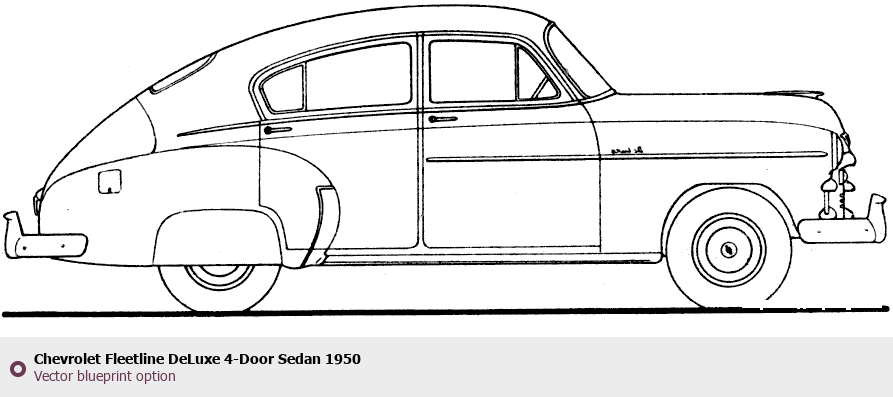 Chevrolet Fleetline DeLuxe 4-Door Sedan 1950
Vector blueprint option